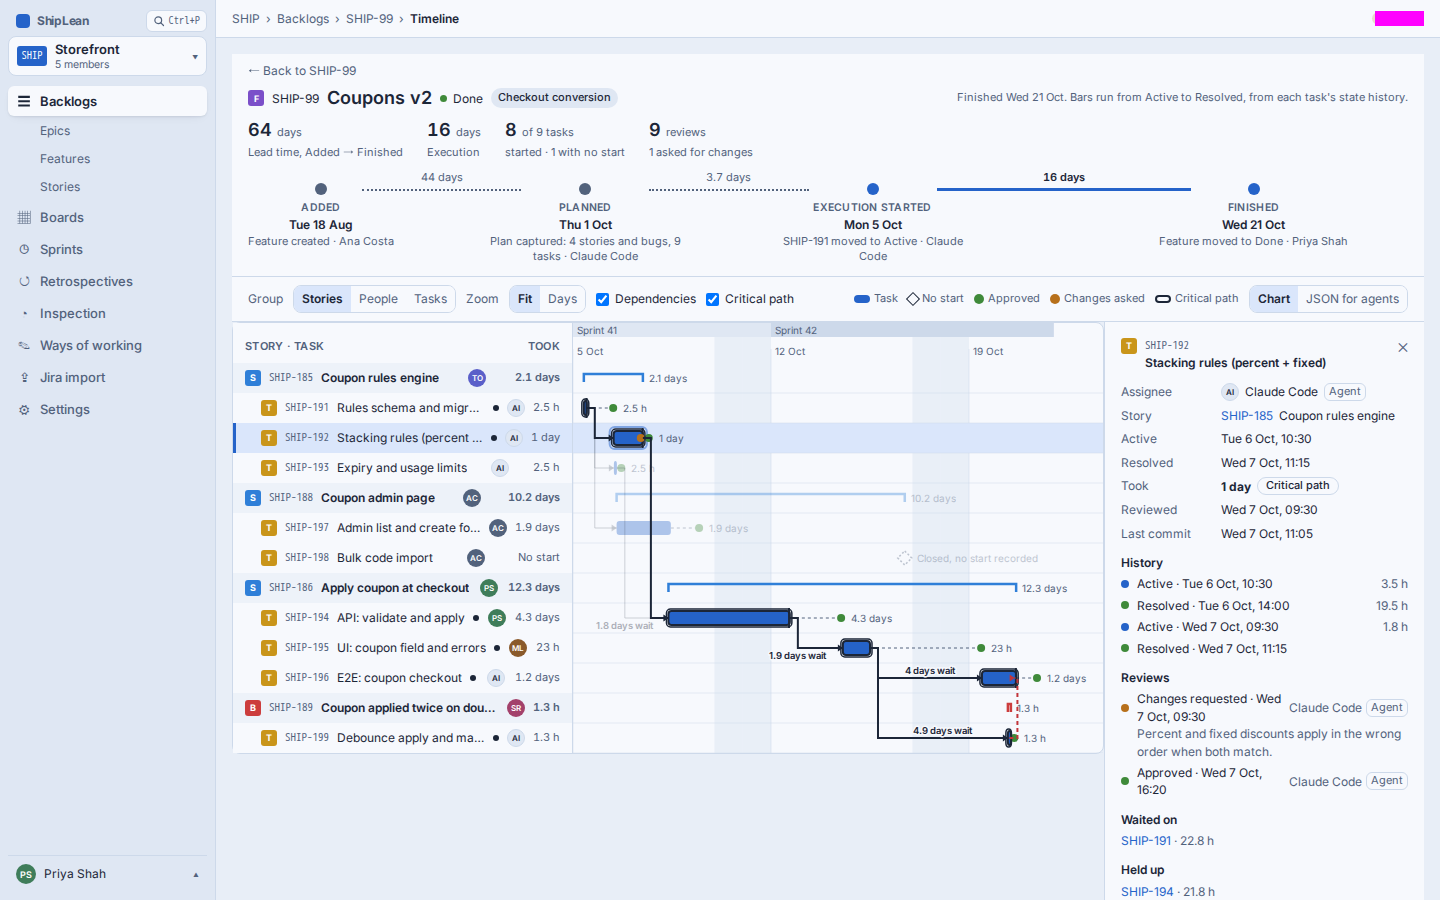 ShipLean
Ctrl+P
SHIP
Storefront
5 members
Backlogs
Epics
Features
Stories
Boards
Sprints
Retrospectives
Inspection
Ways of working
Jira import
Settings
PS
Priya Shah
SHIP › Backlogs › SHIP-99 › Timeline
← Back to SHIP-99
F SHIP-99 Coupons v2 Done Checkout conversion
Finished Wed 21 Oct. Bars run from Active to Resolved, from each task's state history.
64 days
Lead time, Added → Finished
16 days
Execution
8 of 9 tasks
started · 1 with no start
9 reviews
1 asked for changes
44 days
3.7 days
16 days
ADDED
Tue 18 Aug
Feature created · Ana Costa
PLANNED
Thu 1 Oct
Plan captured: 4 stories and bugs, 9
tasks · Claude Code
EXECUTION STARTED
Mon 5 Oct
SHIP-191 moved to Active · Claude
Code
FINISHED
Wed 21 Oct
Feature moved to Done · Priya Shah
Group Stories People Tasks Zoom Fit Days Dependencies Critical path
Task No start Approved Changes asked Critical path Chart JSON for agents
Sprint 41 Sprint 42
STORY · TASK TOOK 5 Oct 12 Oct 19 Oct
S SHIP-185 Coupon rules engine TO 2.1 days 2.1 days
T SHIP-191 Rules schema and migr... AI 2.5 h 2.5 h
T SHIP-192 Stacking rules (percent ... AI 1 day 1 day
T SHIP-193 Expiry and usage limits AI 2.5 h 2.5 h
S SHIP-188 Coupon admin page AC 10.2 days 10.2 days
T SHIP-197 Admin list and create fo... AC 1.9 days 1.9 days
T SHIP-198 Bulk code import AC No start Closed, no start recorded
S SHIP-186 Apply coupon at checkout PS 12.3 days 12.3 days
T SHIP-194 API: validate and apply PS 4.3 days 4.3 days
1.8 days wait
T SHIP-195 UI: coupon field and errors ML 23 h 23 h
1.9 days wait
T SHIP-196 E2E: coupon checkout AI 1.2 days 4 days wait 1.2 days
B SHIP-189 Coupon applied twice on dou... SR 1.3 h 1.3 h
T SHIP-199 Debounce apply and ma... AI 1.3 h 4.9 days wait 1.3 h
T SHIP-192
Stacking rules (percent + fixed)
Assignee AI Claude Code Agent
Story SHIP-185 Coupon rules engine
Active Tue 6 Oct, 10:30
Resolved Wed 7 Oct, 11:15
Took 1 day Critical path
Reviewed Wed 7 Oct, 09:30
Last commit Wed 7 Oct, 11:05
History
Active · Tue 6 Oct, 10:30 3.5 h
Resolved · Tue 6 Oct, 14:00 19.5 h
Active · Wed 7 Oct, 09:30 1.8 h
Resolved · Wed 7 Oct, 11:15
Reviews
Changes requested · Wed
7 Oct, 09:30
Claude Code Agent
Percent and fixed discounts apply in the wrong
order when both match.
Approved · Wed 7 Oct,
16:20
Claude Code Agent
Waited on
SHIP-191 · 22.8 h
Held up
SHIP-194 · 21.8 h